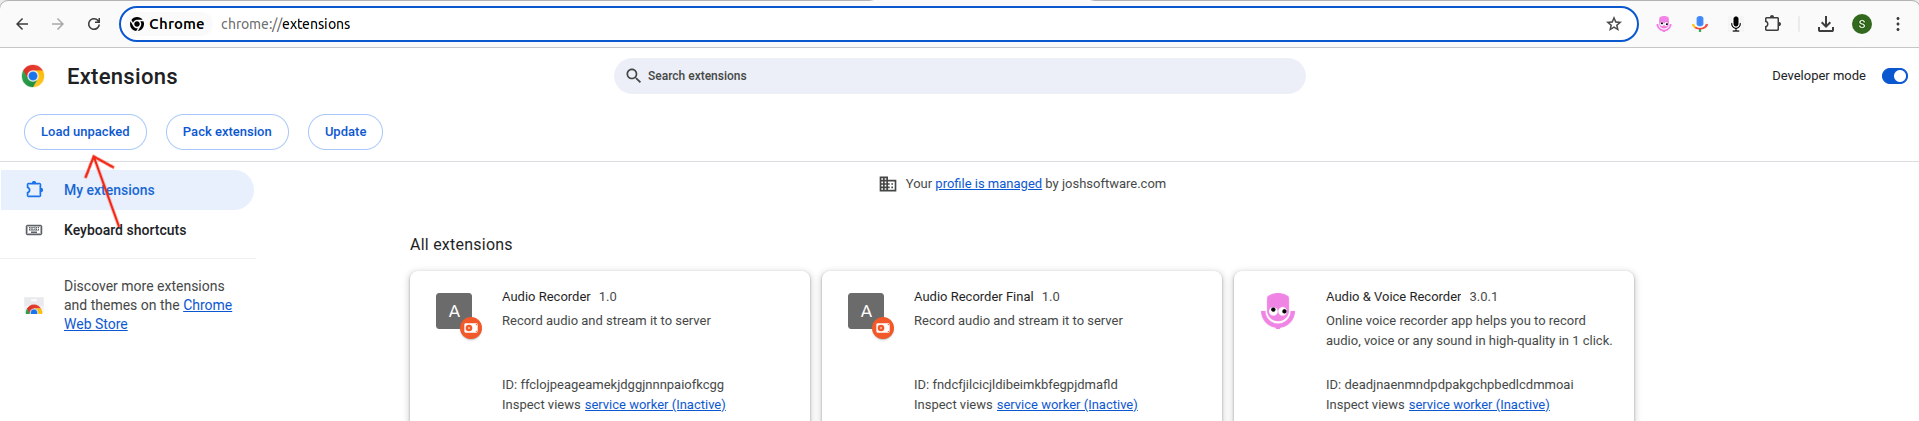 Chrome chrome://extensions
S
Extensions
Search extensions
Developer mode
Load unpacked
Pack extension
Update
My extensions
Keyboard shortcuts
Discover more extensions
and themes on the Chrome
Web Store
Your profile is managed by joshsoftware.com
All extensions
A
Audio Recorder 1.0
Record audio and stream it to server
ID: ffclojpeageamekjdggjnnnpaiofkcgg
Inspect views service worker (Inactive)
A
Audio Recorder Final 1.0
Record audio and stream it to server
ID: fndcfjilcicjldibeimkbfegpjdmafld
Inspect views service worker (Inactive)
Audio & Voice Recorder 3.0.1
Online voice recorder app helps you to record
audio, voice or any sound in high-quality in 1 click.
ID: deadjnaenmndpdpakgchpbedlcdmmoai
Inspect views service worker (Inactive)